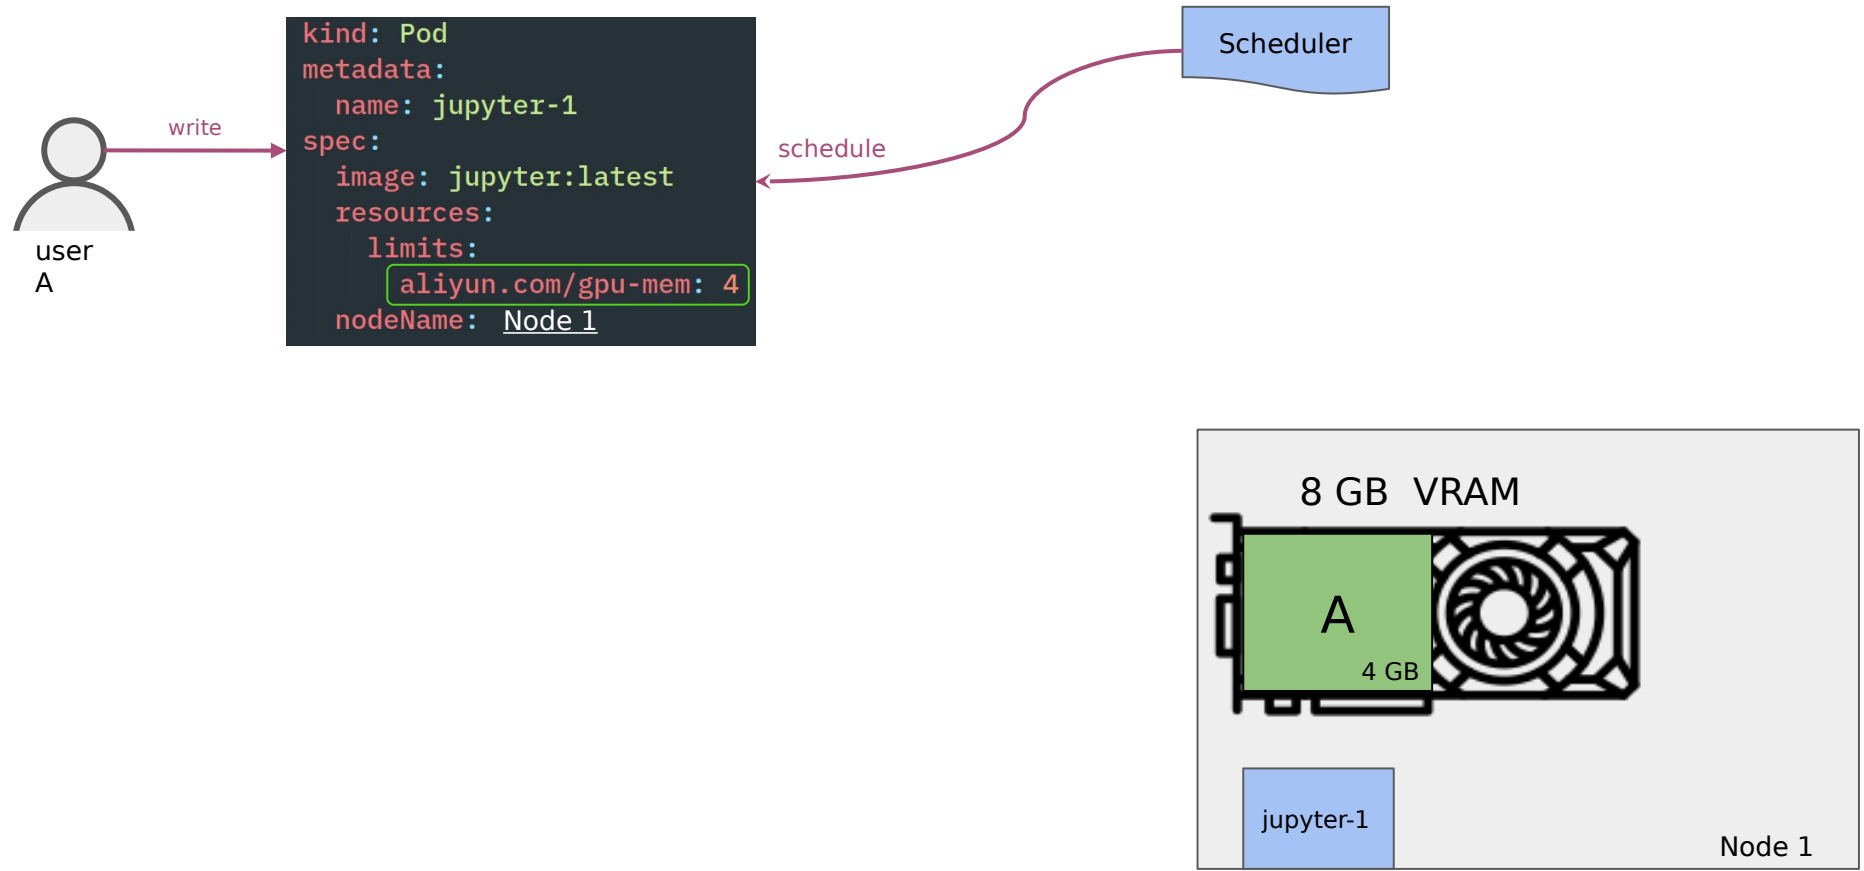 kind: Pod
metadata:
name: jupyter-1
spec:
image: jupyter:latest
resources:
limits:
aliyun.com/gpu-mem: 4
nodeName: Node 1
write
user
A
schedule
Scheduler
8 GB VRAM
A
4 GB
jupyter-1
Node 1